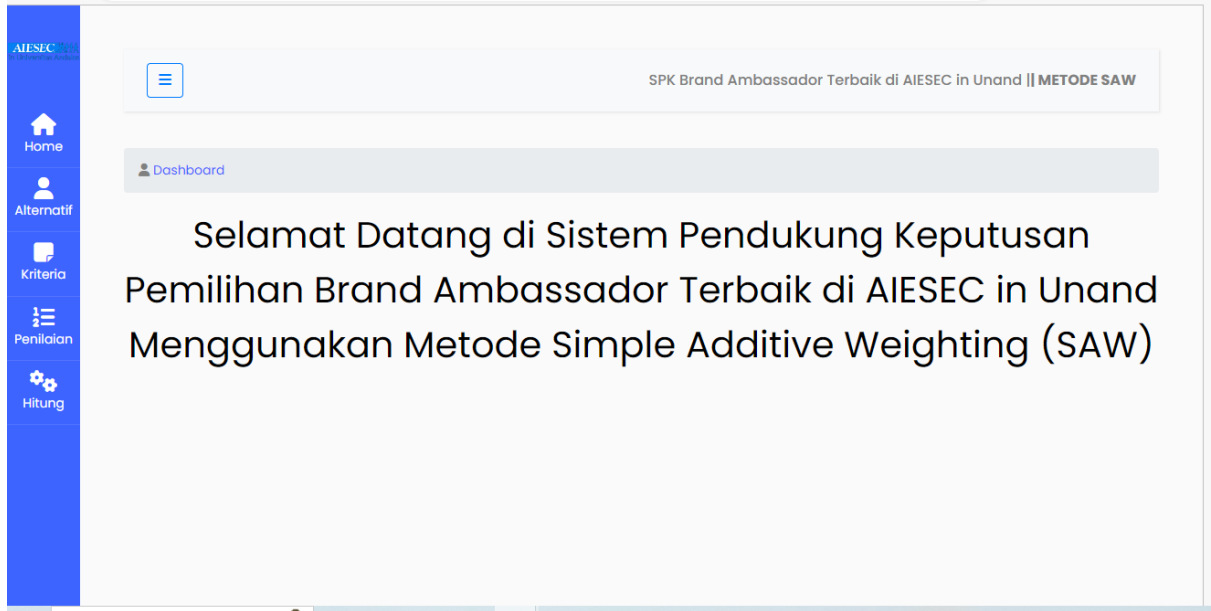 AIESEC
SPK Brand Ambassador Terbaik di AIESEC in Unand || METODE SAW
Home
Alternatif
Kriteria
Penilaian
Hitung
Dashboard
Selamat Datang di Sistem Pendukung Keputusan
Pemilihan Brand Ambassador Terbaik di AIESEC in Unand
Menggunakan Metode Simple Additive Weighting (SAW)